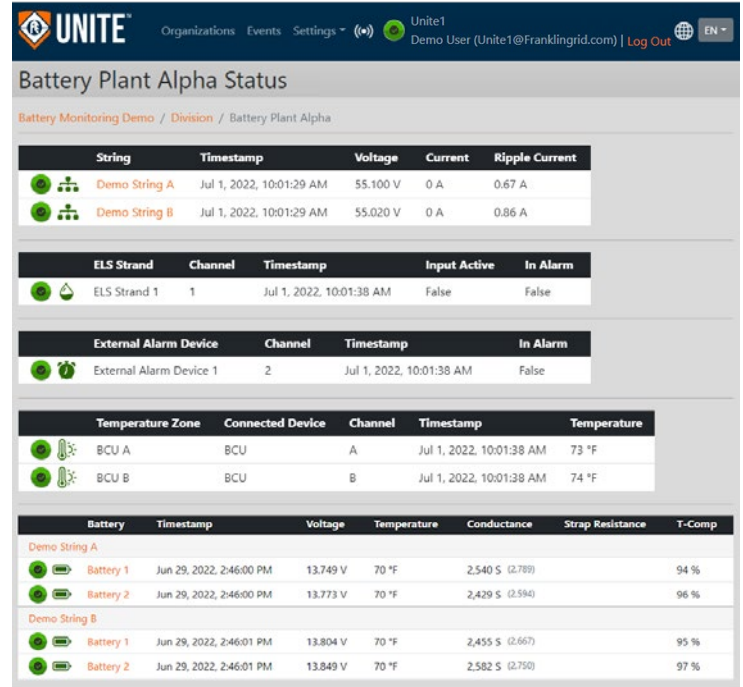 UNITE
Organizations Events Settings Unite1
Demo User (Unite1@Franklingrid.com) | Log Out EN
Battery Plant Alpha Status
Battery Monitoring Demo / Division / Battery Plant Alpha
String Timestamp Voltage Current Ripple Current
Demo String A Jul 1, 2022, 10:01:29 AM 55.100 V 0 A 0.67 A
Demo String B Jul 1, 2022, 10:01:29 AM 55.020 V 0 A 0.86 A
ELS Strand Channel Timestamp Input Active In Alarm
ELS Strand 1 1 Jul 1, 2022, 10:01:38 AM False False
External Alarm Device Channel Timestamp In Alarm
External Alarm Device 1 2 Jul 1, 2022, 10:01:38 AM False
Temperature Zone Connected Device Channel Timestamp Temperature
BCU A BCU A Jul 1, 2022, 10:01:38 AM 73 °F
BCU B BCU B Jul 1, 2022, 10:01:38 AM 74 °F
Battery Timestamp Voltage Temperature Conductance Strap Resistance T-Comp
Demo String A
Battery 1 Jun 29, 2022, 2:46:00 PM 13.749 V 70 °F 2,540 S (2.789) 94 %
Battery 2 Jun 29, 2022, 2:46:00 PM 13.773 V 70 °F 2,429 S (2.594) 96 %
Demo String B
Battery 1 Jun 29, 2022, 2:46:01 PM 13.804 V 70 °F 2,455 S (2.667) 95 %
Battery 2 Jun 29, 2022, 2:46:01 PM 13.849 V 70 °F 2,582 S (2.750) 97 %